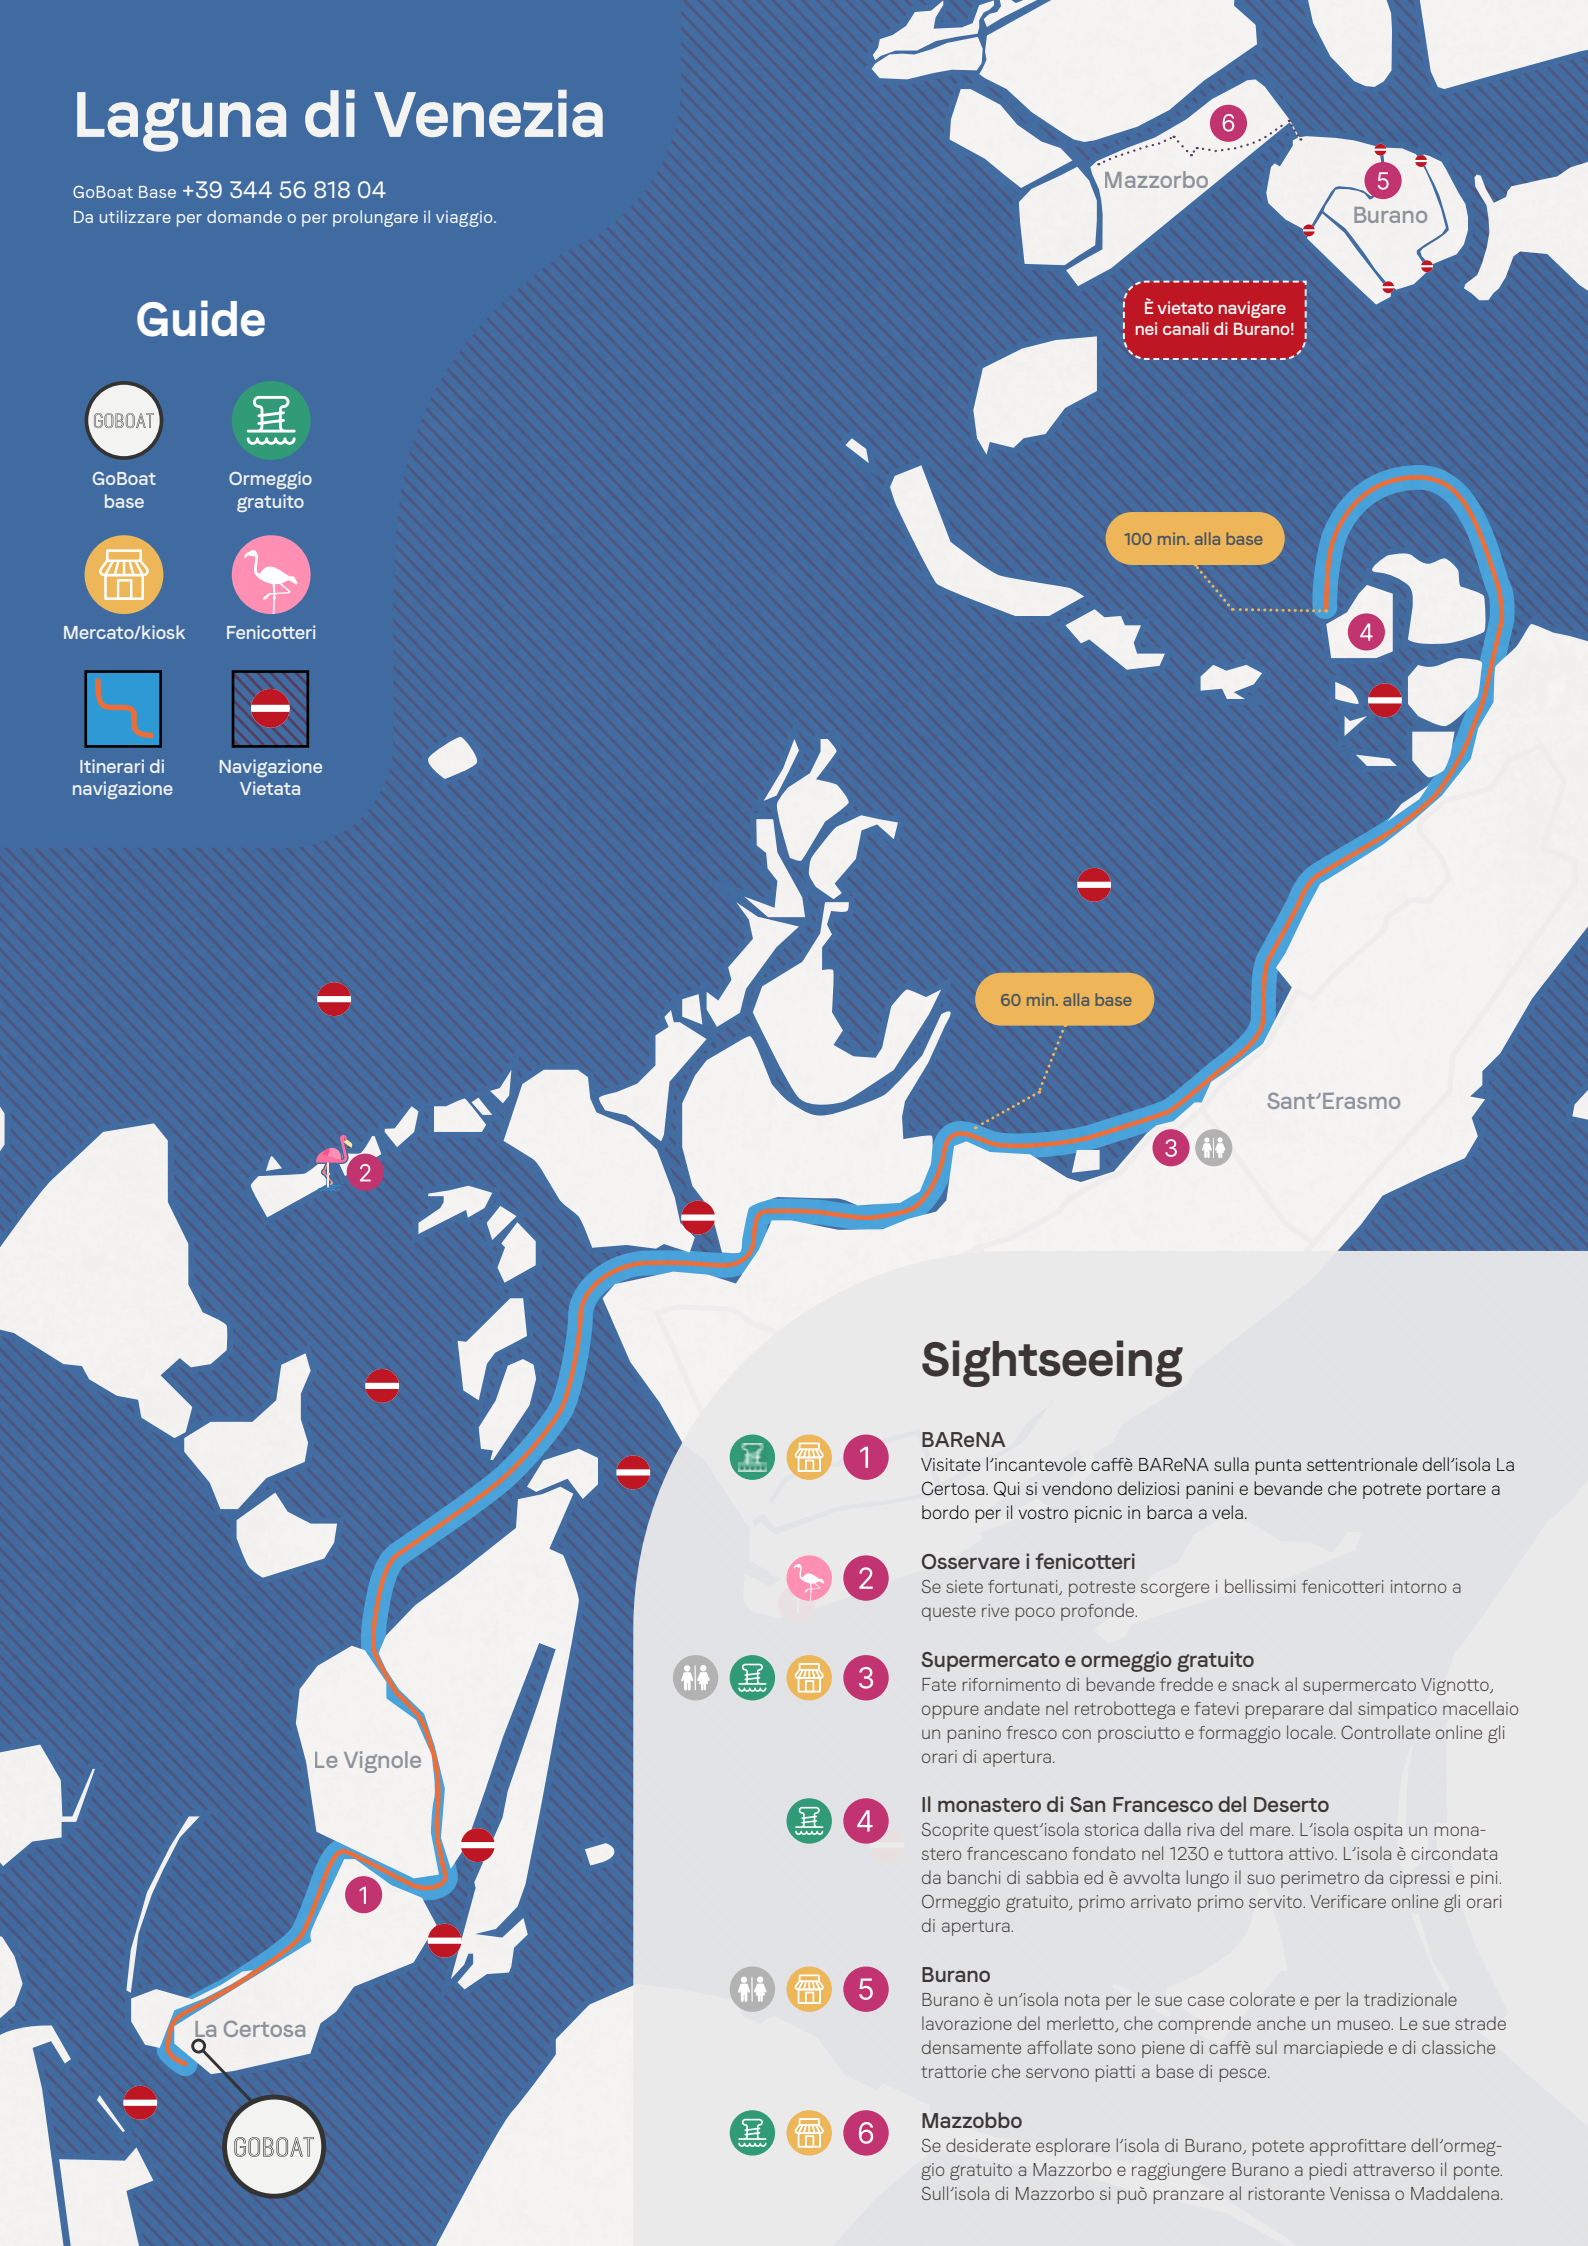 Laguna di Venezia
GoBoat Base +39 344 56 818 04
Da utilizzare per domande o per prolungare il viaggio.
Guide
GOBOAT
GoBoat
base
Ormeggio
gratuito
Mercato/kiosk
Fenicotteri
Itinerari di
navigazione
Navigazione
Vietata
6
Mazzorbo
5
Burano
È vietato navigare
nei canali di Burano!
100 min. alla base
4
60 min. alla base
Sant'Erasmo
3
2
Le Vignole
1
La Certosa
GOBOAT
Sightseeing
1
BAReNA
Visitate l'incantevole caffè BAReNA sulla punta settentrionale dell'isola La
Certosa. Qui si vendono deliziosi panini e bevande che potrete portare a
bordo per il vostro picnic in barca a vela.
2
Osservare i fenicotteri
Se siete fortunati, potreste scorgere i bellissimi fenicotteri intorno a
queste rive poco profonde.
3
Supermercato e ormeggio gratuito
Fate rifornimento di bevande fredde e snack al supermercato Vignotto,
oppure andate nel retrobottega e fatevi preparare dal simpatico macellaio
un panino fresco con prosciutto e formaggio locale. Controllate online gli
orari di apertura.
4
Il monastero di San Francesco del Deserto
Scoprite quest'isola storica dalla riva del mare. L'isola ospita un mona-
stero francescano fondato nel 1230 e tuttora attivo. L'isola è circondata
da banchi di sabbia ed è avvolta lungo il suo perimetro da cipressi e pini.
Ormeggio gratuito, primo arrivato primo servito. Verificare online gli orari
di apertura.
5
Burano
Burano è un'isola nota per le sue case colorate e per la tradizionale
lavorazione del merletto, che comprende anche un museo. Le sue strade
densamente affollate sono piene di caffè sul marciapiede e di classiche
trattorie che servono piatti a base di pesce.
6
Mazzobbo
Se desiderate esplorare l'isola di Burano, potete approfittare dell'ormeg-
gio gratuito a Mazzorbo e raggiungere Burano a piedi attraverso il ponte.
Sull'isola di Mazzorbo si può pranzare al ristorante Venissa o Maddalena.